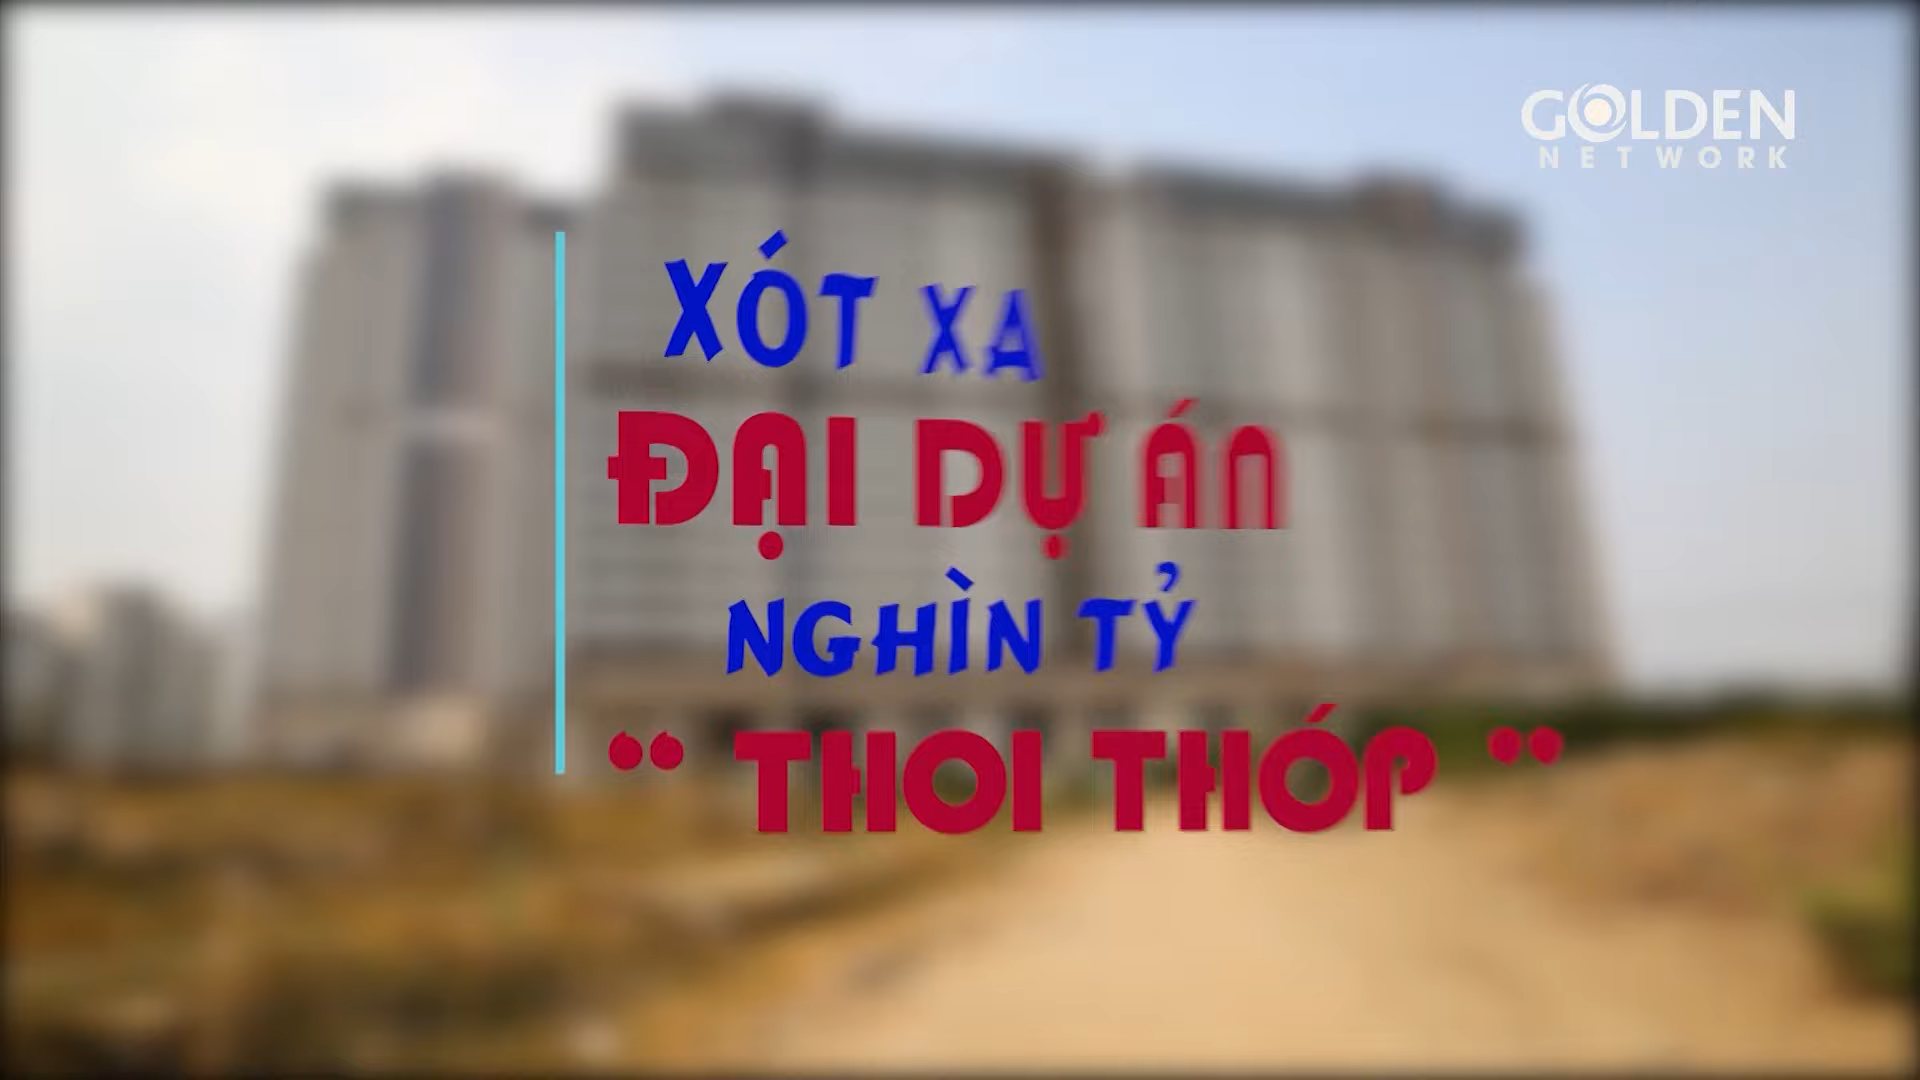 GOLDEN
NETWORK
XÓT XA
ĐẠI DỰ ÁN
NGHÌN TỶ
“ THOI THÓP ”